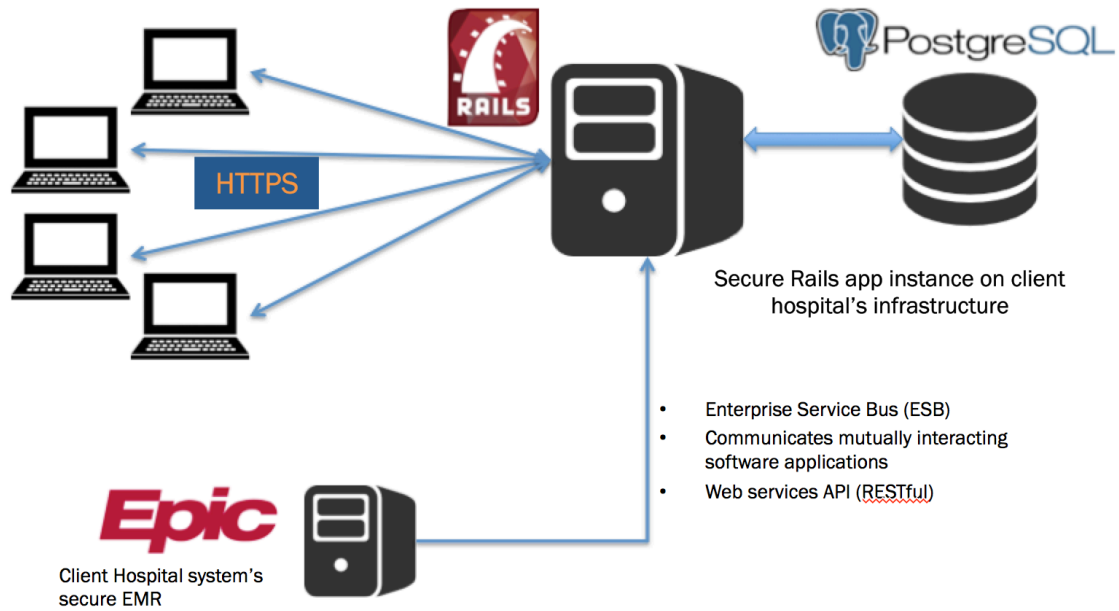 RAILS
PostgreSQL
HTTPS
Secure Rails app instance on client
hospital's infrastructure
• Enterprise Service Bus (ESB)
• Communicates mutually interacting
software applications
• Web services API (RESTful)
Epic
Client Hospital system's
secure EMR